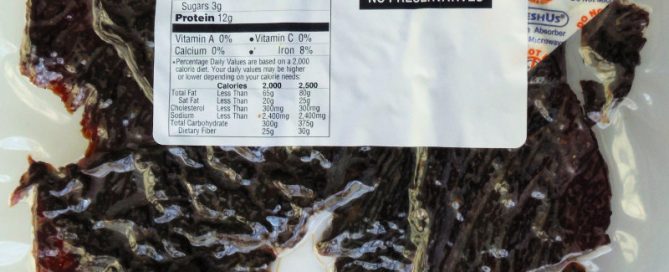 Sugars 3g
Protein 12g
Vitamin A 0% • Vitamin C 0%
Calcium 0% • Iron 8%
•Percentage Daily Values are based on a 2,000
calorie diet. Your daily values may be higher
or lower depending on your calorie needs:
Calories 2,000 2,500
Total Fat Less Than 65g 80g
Sat Fat Less Than 20g 25g
Cholesterol Less Than 300mg 300mg
Sodium Less Than 2,400mg 2,400mg
Total Carbohydrate 300g 375g
Dietary Fiber 25g 30g
NO PRESERVATIVES
ESHUS
Absorber
Microwave